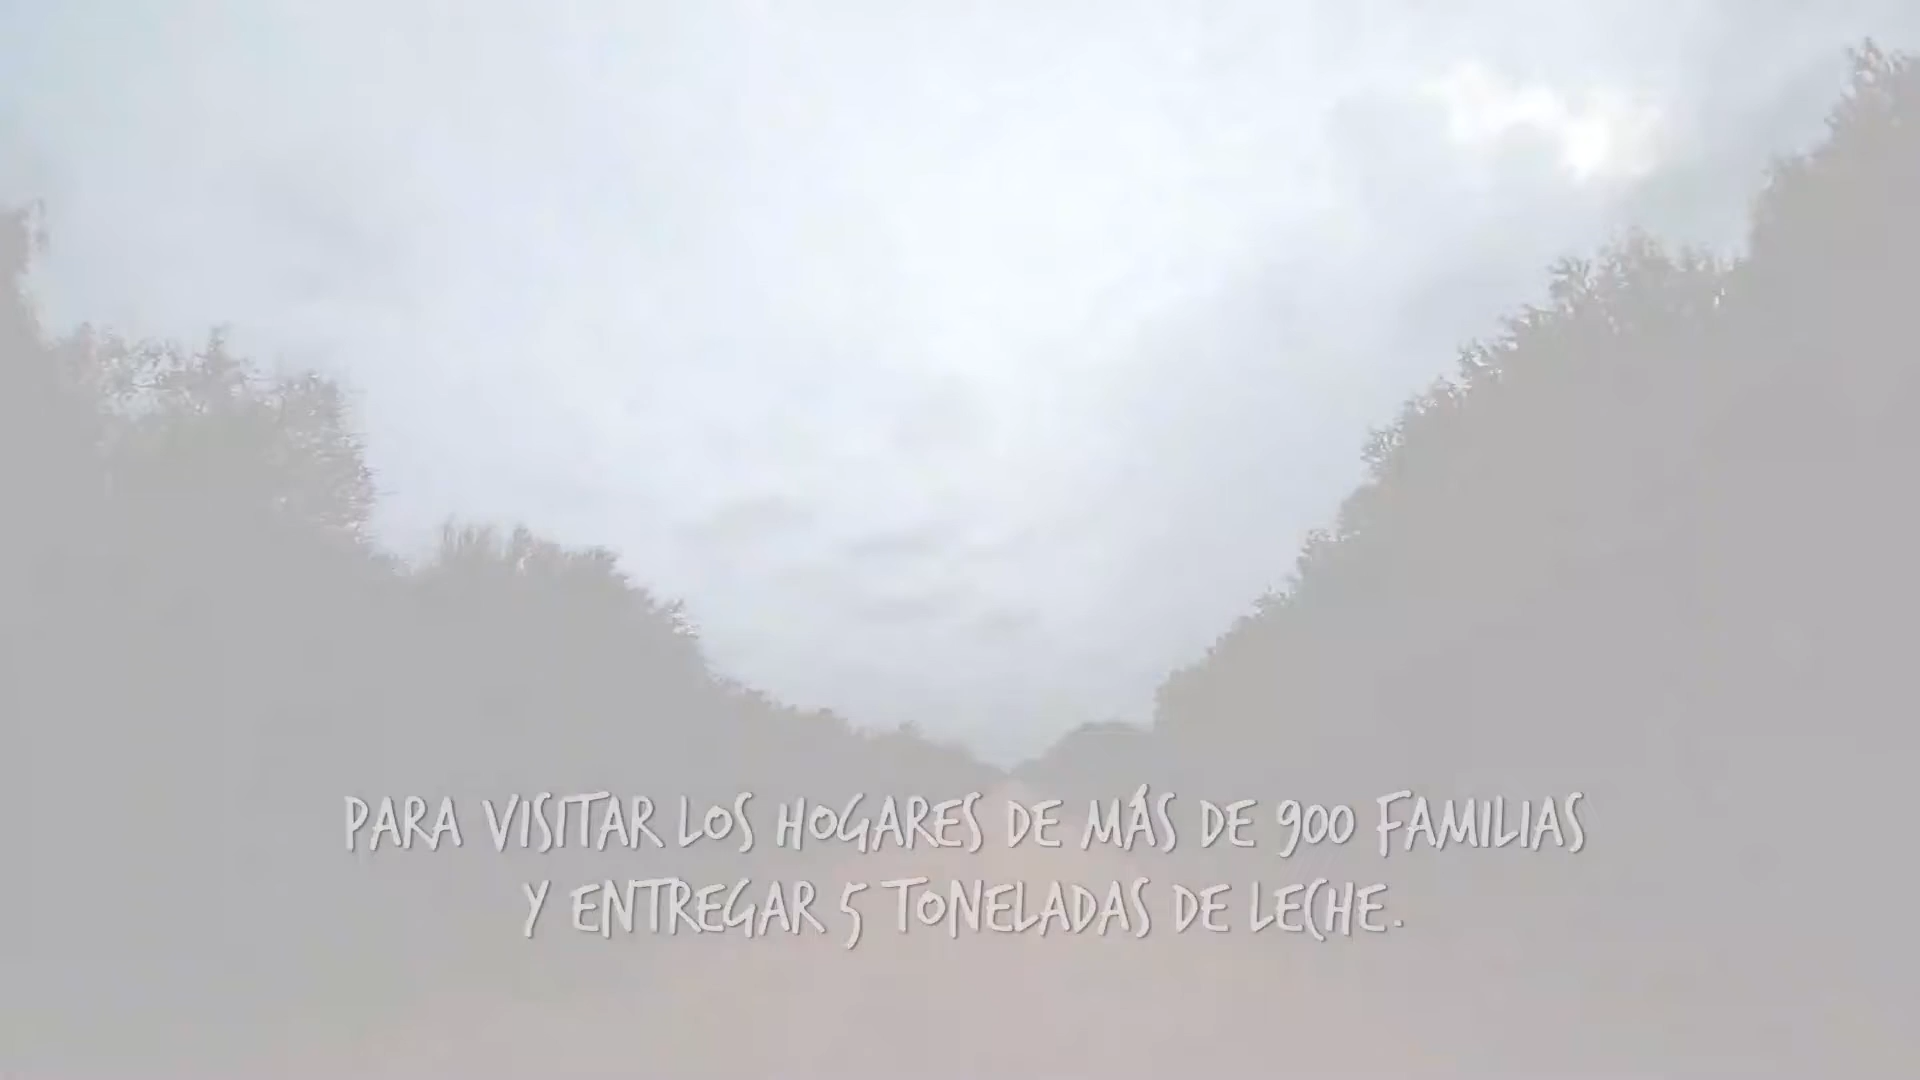 PARA VISITAR LOS HOGARES DE MÁS DE 900 FAMILIAS
Y ENTREGAR 5 TONELADAS DE LECHE.